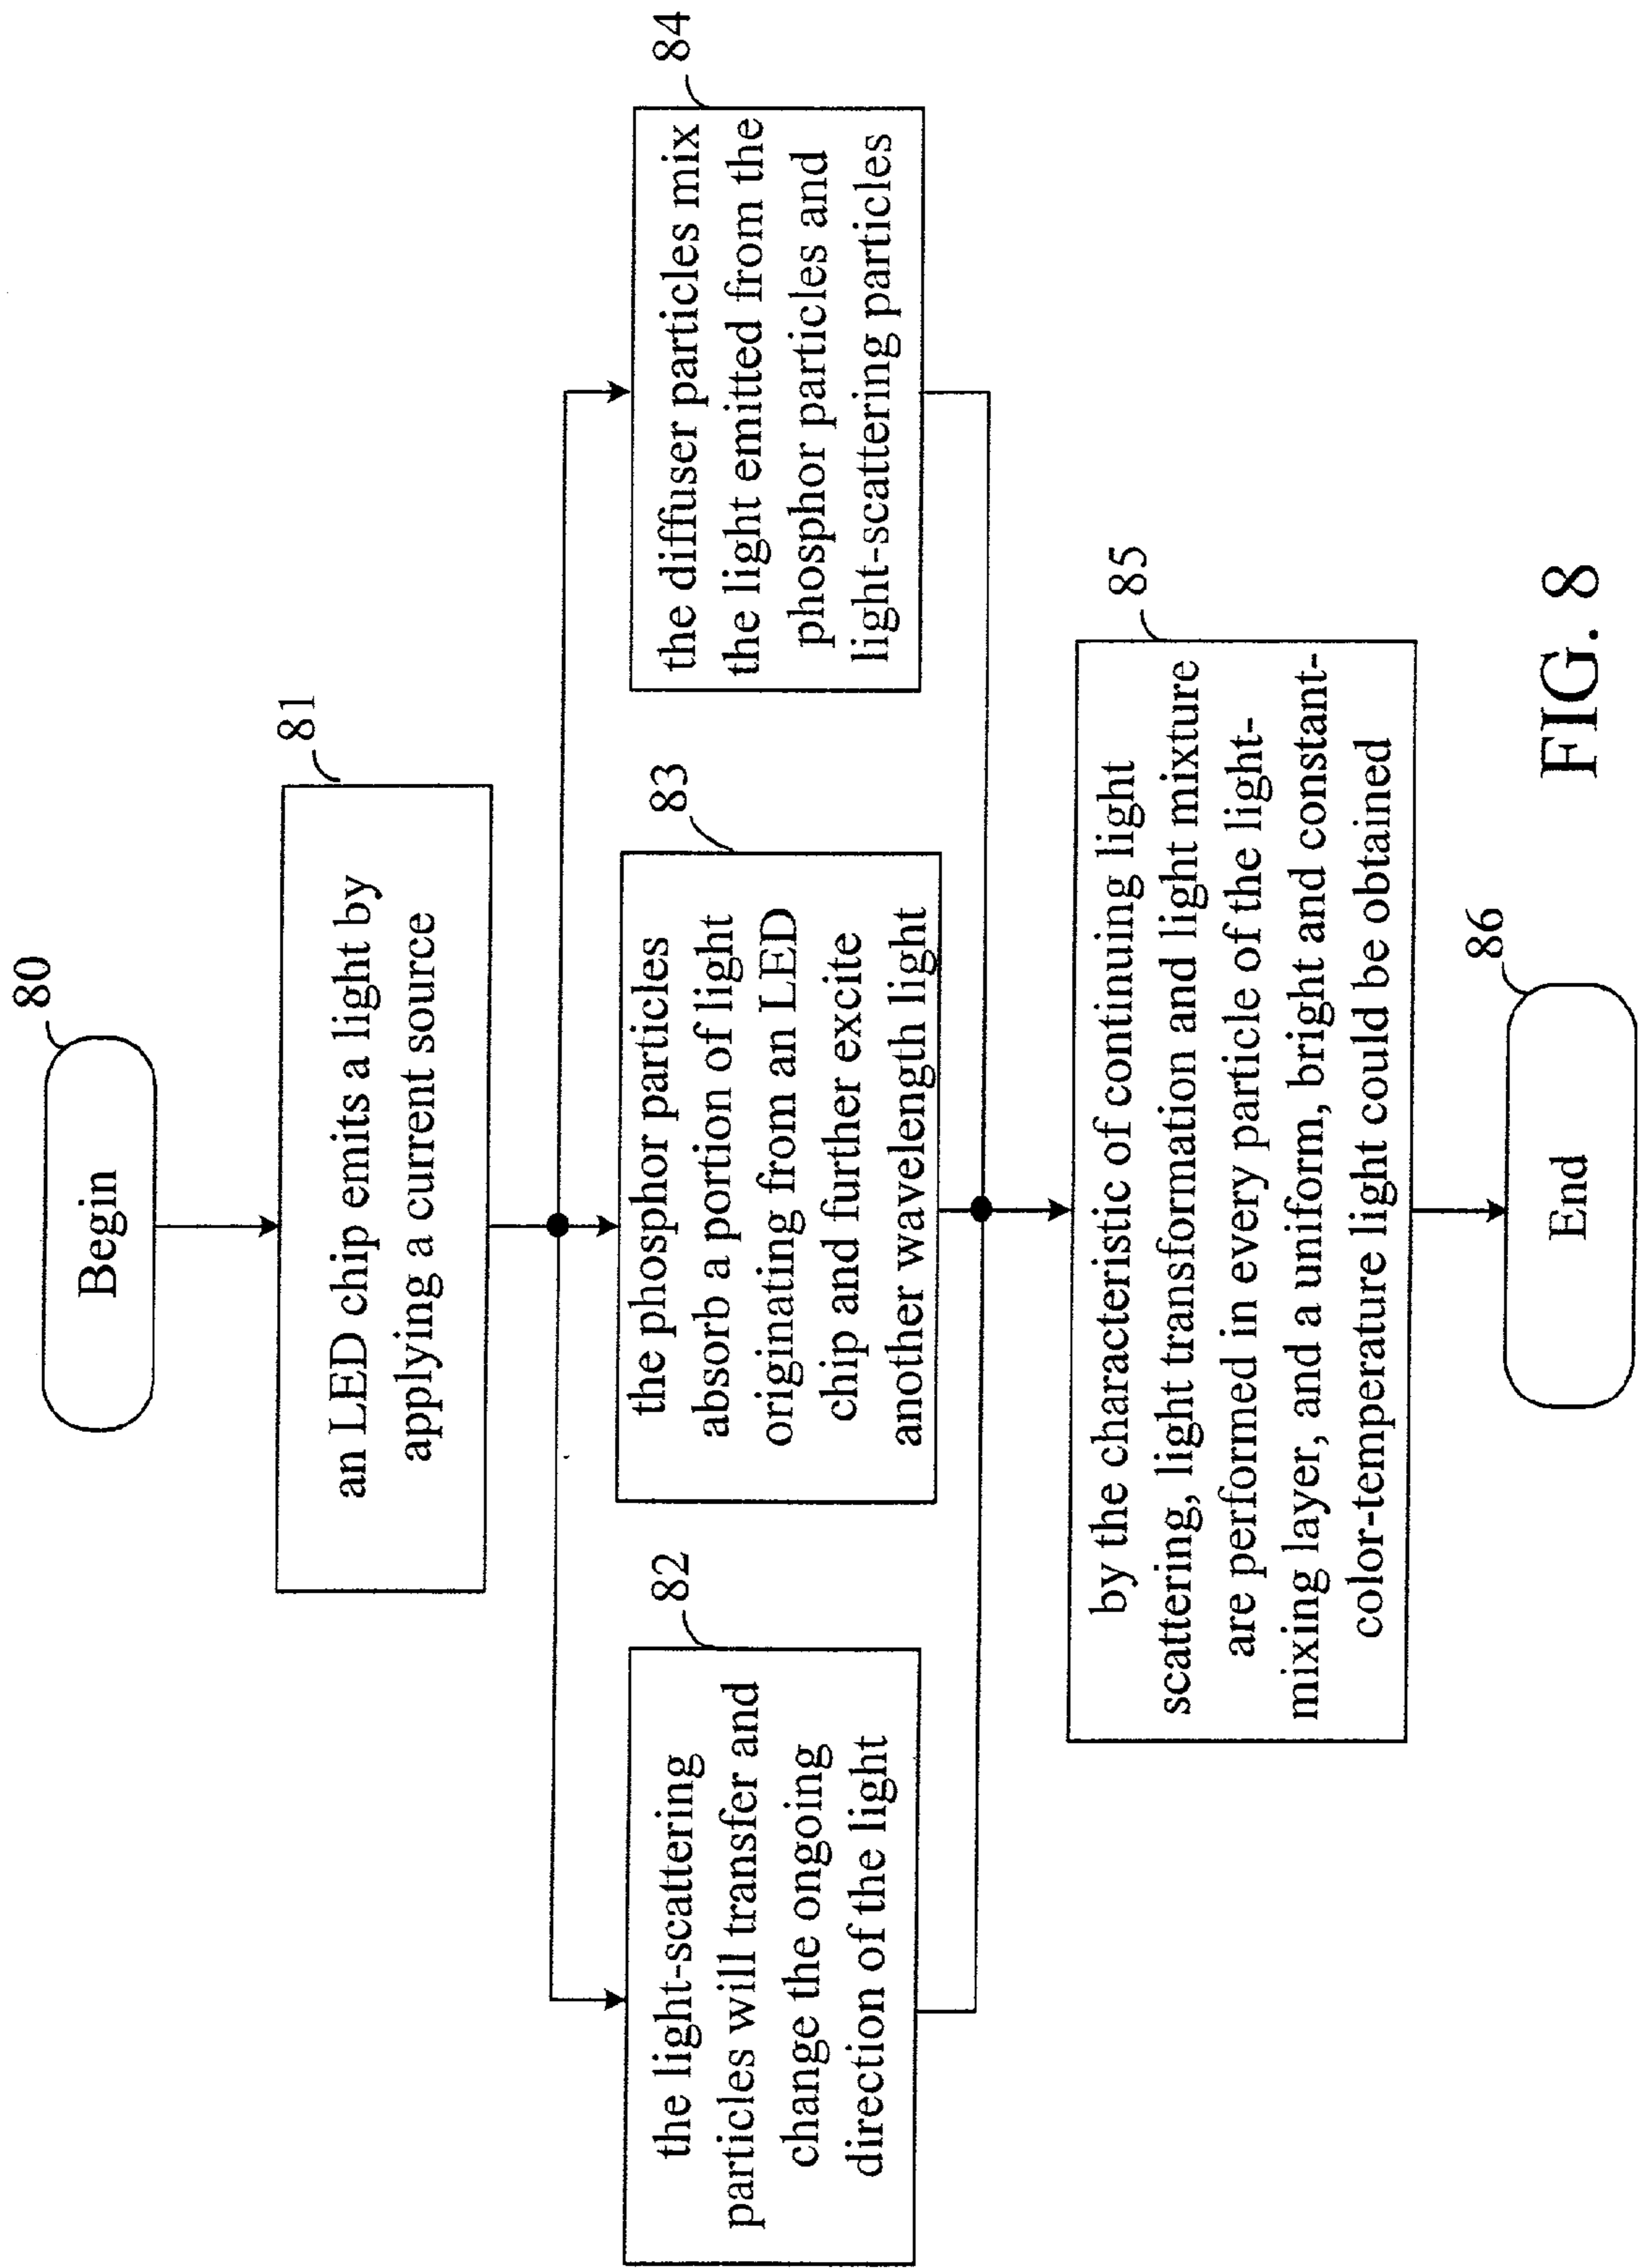 80
Begin
81
an LED chip emits a light by
applying a current source
82
the light-scattering
particles will transfer and
change the ongoing
direction of the light
83
the phosphor particles
absorb a portion of light
originating from an LED
chip and further excite
another wavelength light
84
the diffuser particles mix
the light emitted from the
phosphor particles and
light-scattering particles
85
by the characteristic of continuing light
scattering, light transformation and light mixture
are performed in every particle of the light-
mixing layer, and a uniform, bright and constant-
color-temperature light could be obtained
86
End
FIG. 8